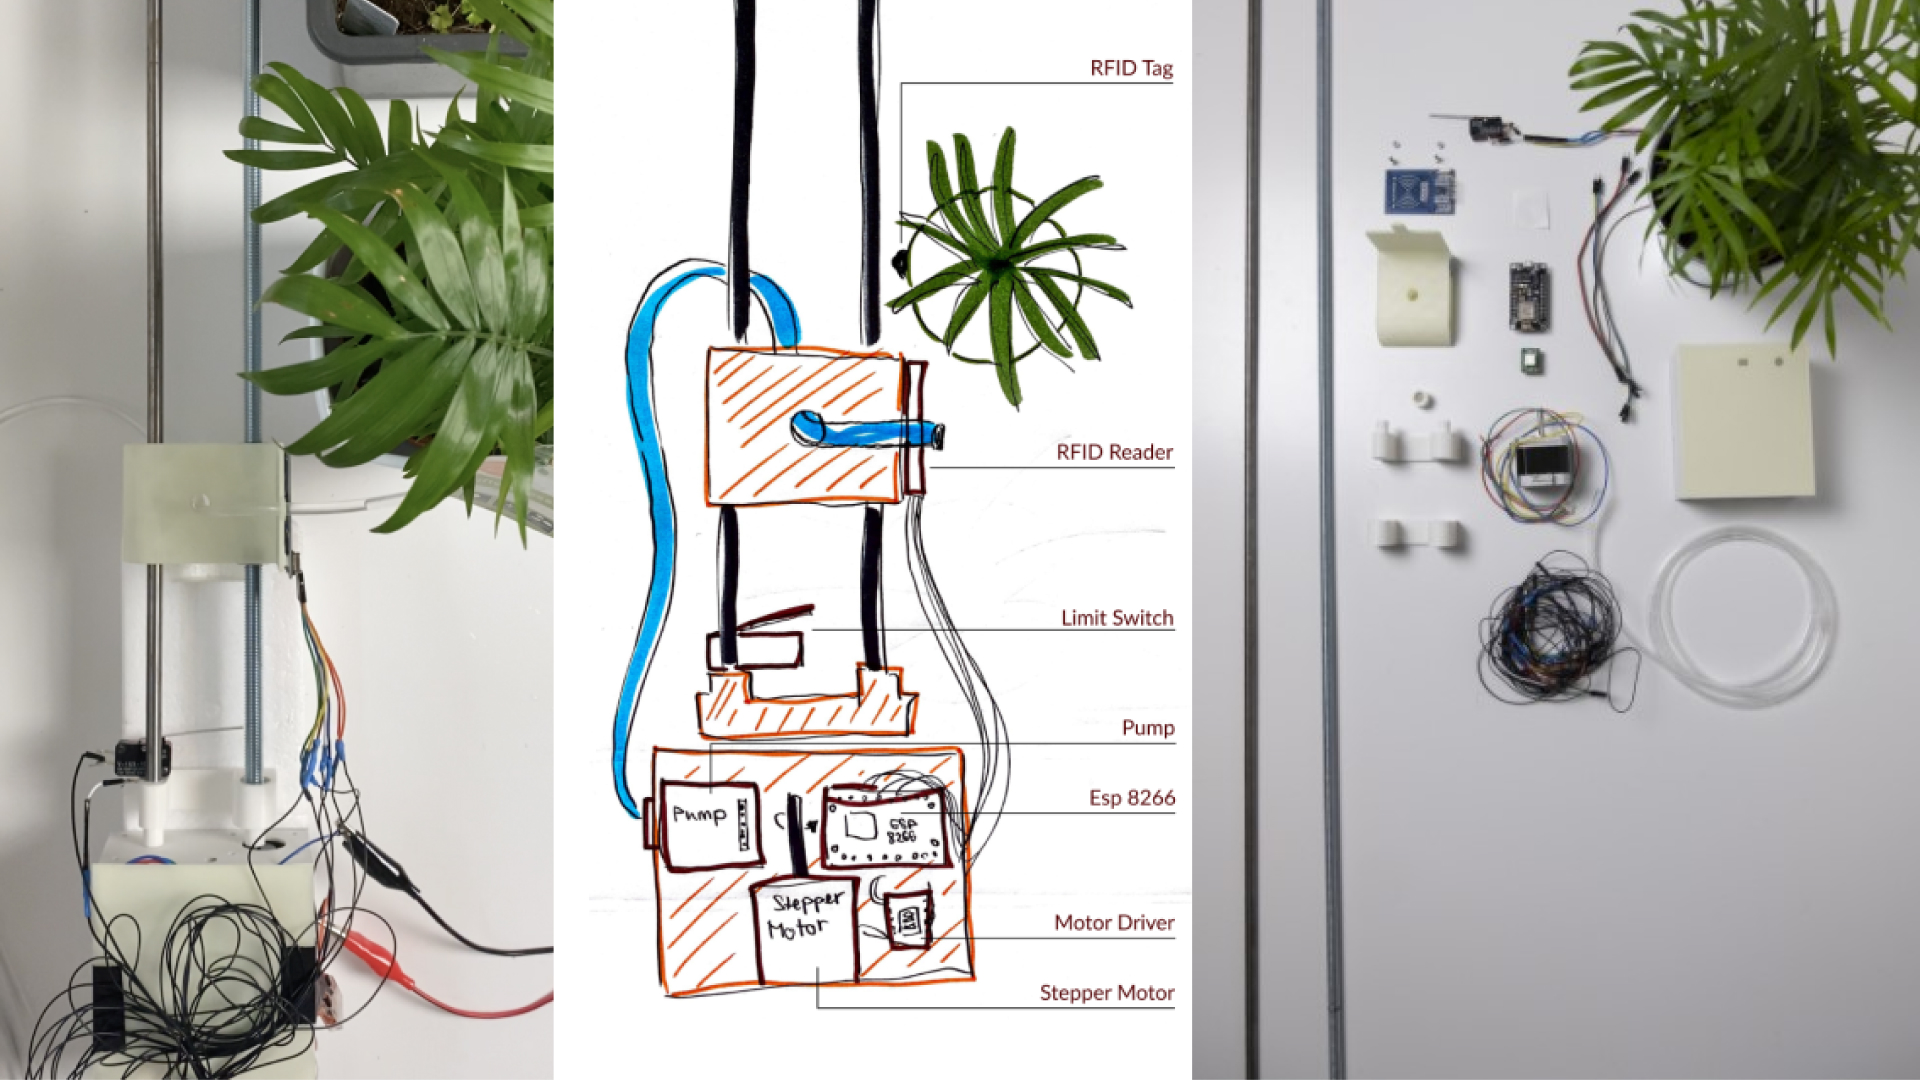 RFID Tag
RFID Reader
Limit Switch
Pump
Pump
Esp 8266
ESP
8266
Stepper
Motor
Motor Driver
Stepper Motor